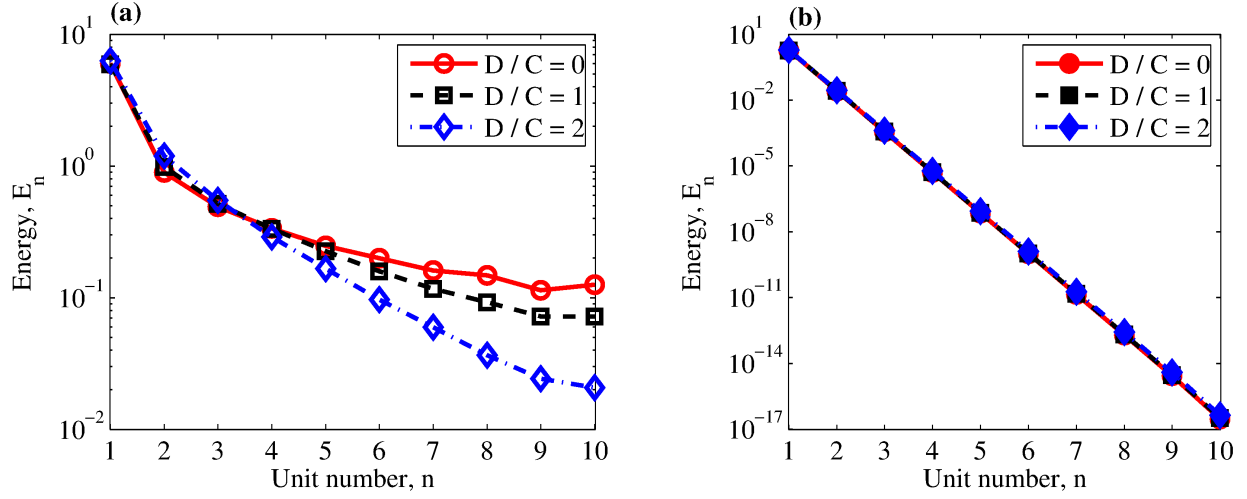 (a)
10^1
10^0
10^−1
10^−2
Energy, E_n
D / C = 0
D / C = 1
D / C = 2
1 2 3 4 5 6 7 8 9 10
Unit number, n
(b)
10^1
10^−2
10^−5
10^−8
10^−11
10^−14
10^−17
Energy, E_n
D / C = 0
D / C = 1
D / C = 2
1 2 3 4 5 6 7 8 9 10
Unit number, n